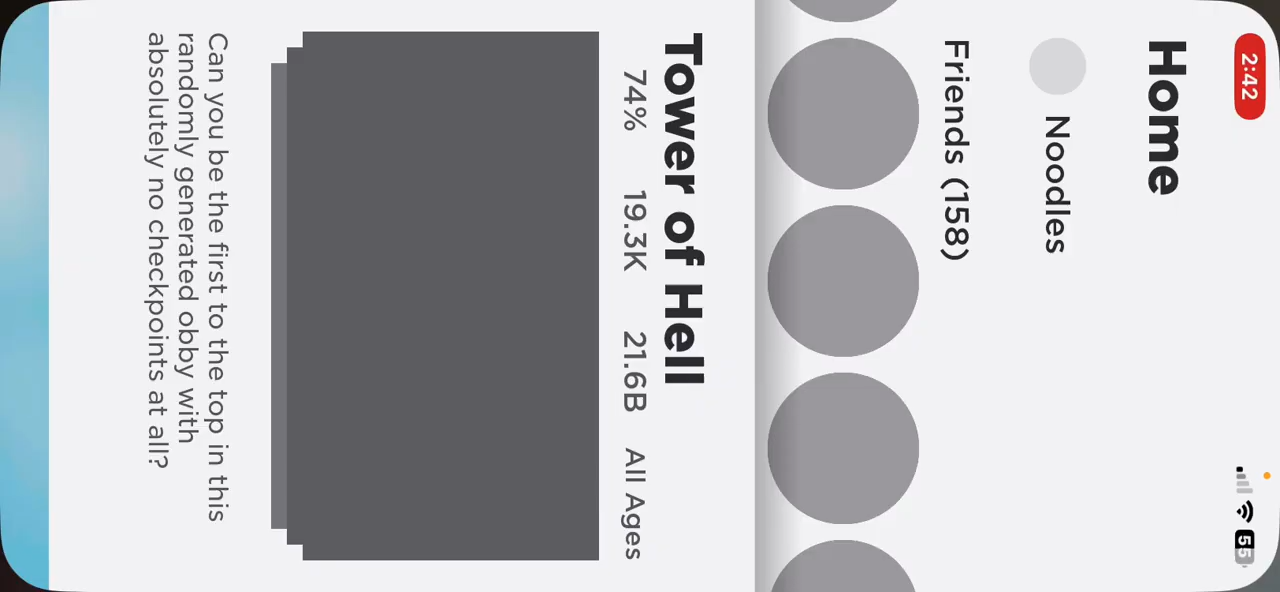 2:42
55
Home
Noodles
Friends (158)
Tower of Hell
74% 19.3K 21.6B All Ages
Can you be the first to the top in this
randomly generated obby with
absolutely no checkpoints at all?